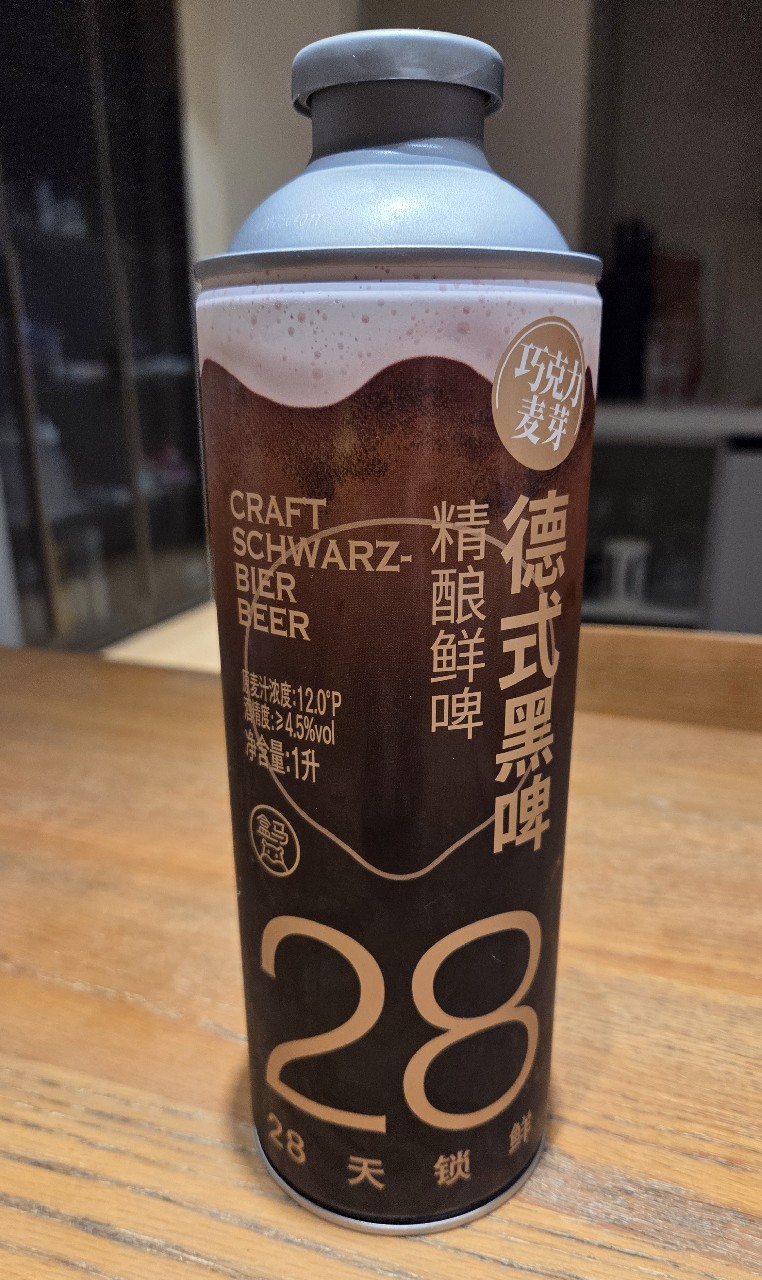 巧克力
麦芽
德式黑啤
精酿鲜啤
CRAFT
SCHWARZ-
BIER
BEER
麦汁浓度:12.0°P
酒精度:≥4.5%vol
净含量:1升
盒马
28
28天锁鲜